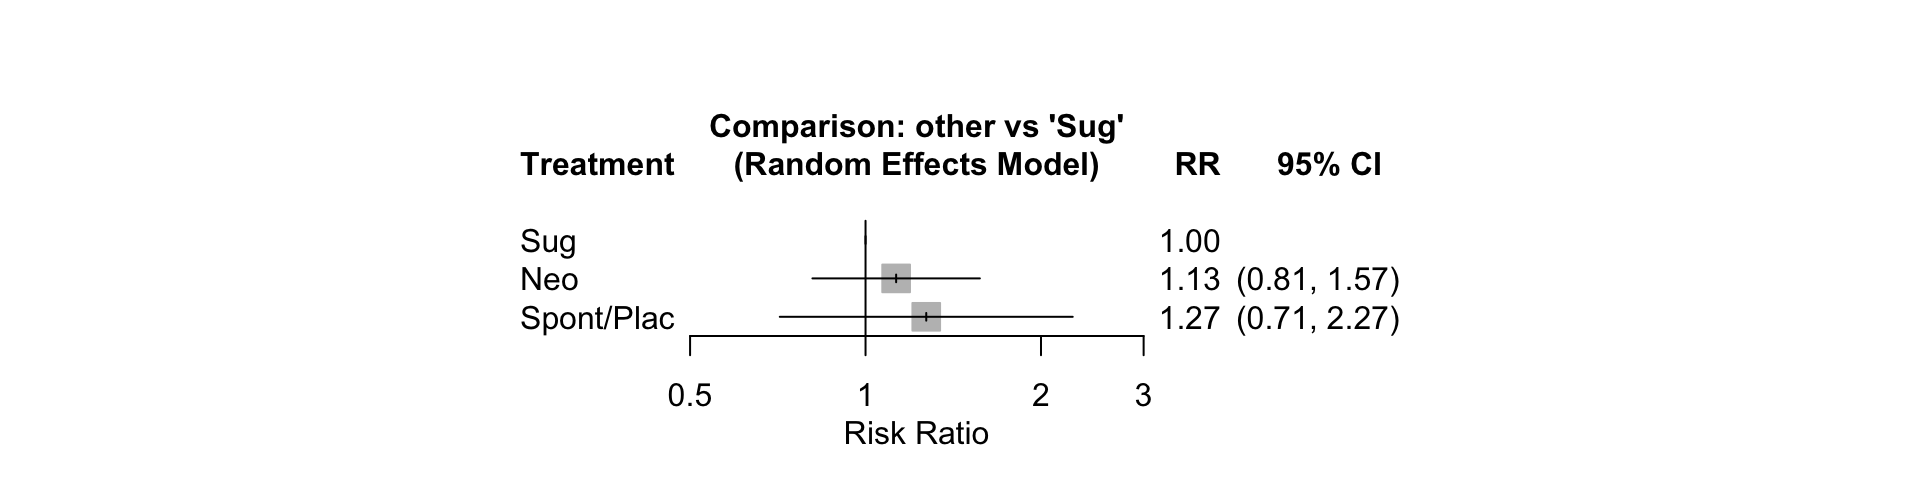 Comparison: other vs 'Sug'
Treatment (Random Effects Model) RR 95% CI
Sug 1.00
Neo 1.13 (0.81, 1.57)
Spont/Plac 1.27 (0.71, 2.27)
0.5 1 2 3
Risk Ratio